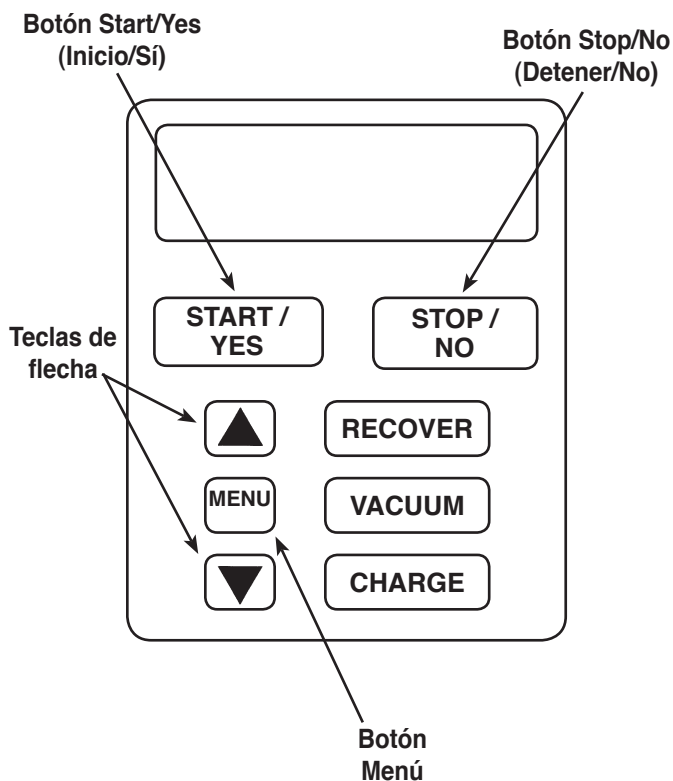 Botón Start/Yes
(Inicio/Sí)
Botón Stop/No
(Detener/No)
START /
YES
STOP /
NO
Teclas de
flecha
RECOVER
MENU
VACUUM
CHARGE
Botón
Menú